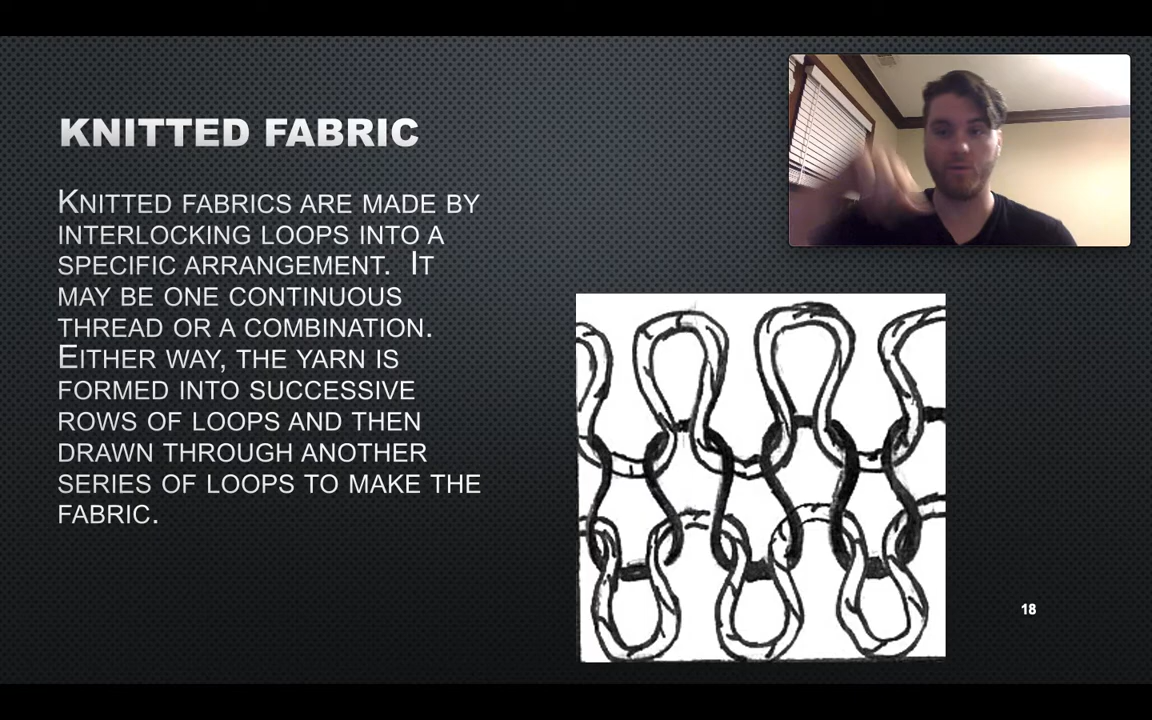 KNITTED FABRIC
KNITTED FABRICS ARE MADE BY
INTERLOCKING LOOPS INTO A
SPECIFIC ARRANGEMENT.  IT
MAY BE ONE CONTINUOUS
THREAD OR A COMBINATION.
EITHER WAY, THE YARN IS
FORMED INTO SUCCESSIVE
ROWS OF LOOPS AND THEN
DRAWN THROUGH ANOTHER
SERIES OF LOOPS TO MAKE THE
FABRIC.
18